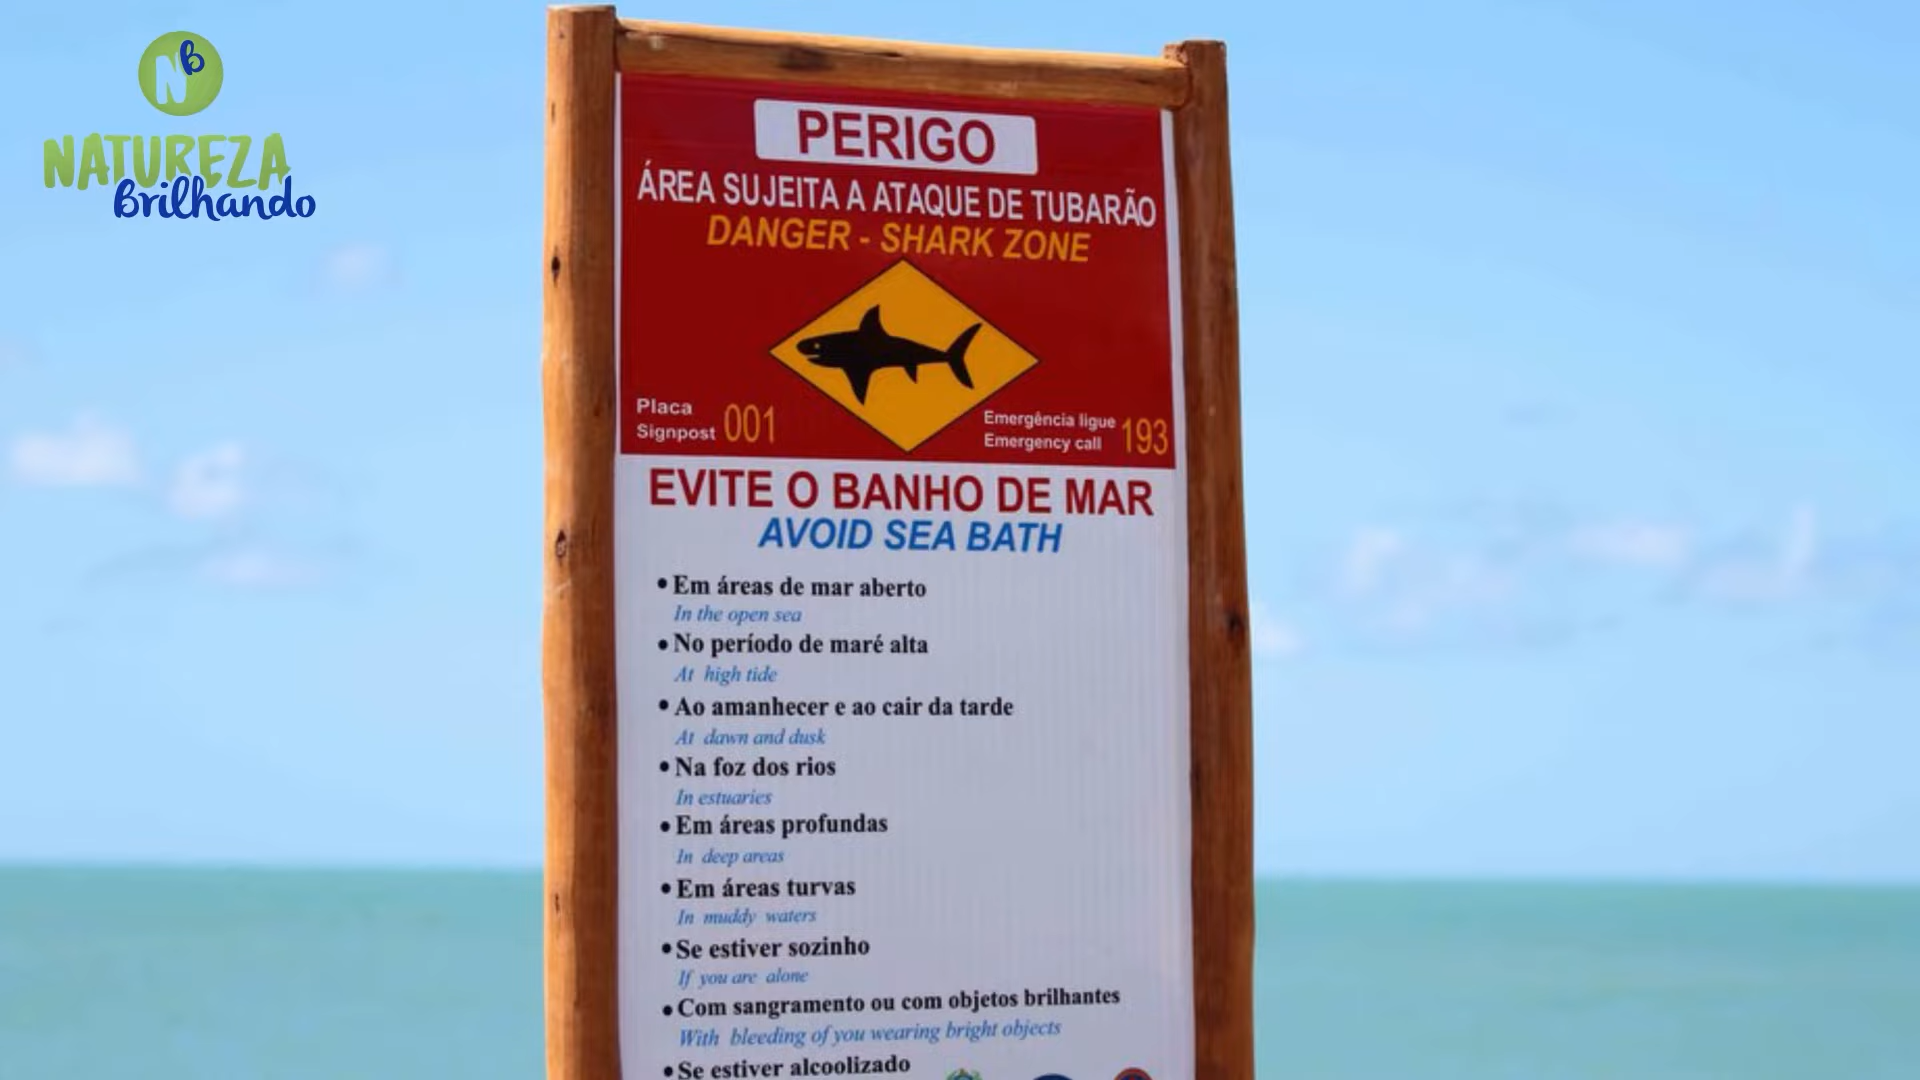 Nb
NATUREZA
brilhando
PERIGO
ÁREA SUJEITA A ATAQUE DE TUBARÃO
DANGER - SHARK ZONE
Placa
Signpost 001
Emergência ligue
Emergency call 193
EVITE O BANHO DE MAR
AVOID SEA BATH
• Em áreas de mar aberto
In the open sea
• No período de maré alta
At high tide
• Ao amanhecer e ao cair da tarde
At dawn and dusk
• Na foz dos rios
In estuaries
• Em áreas profundas
In deep areas
• Em áreas turvas
In muddy waters
• Se estiver sozinho
If you are alone
• Com sangramento ou com objetos brilhantes
With bleeding of you wearing bright objects
• Se estiver alcoolizado